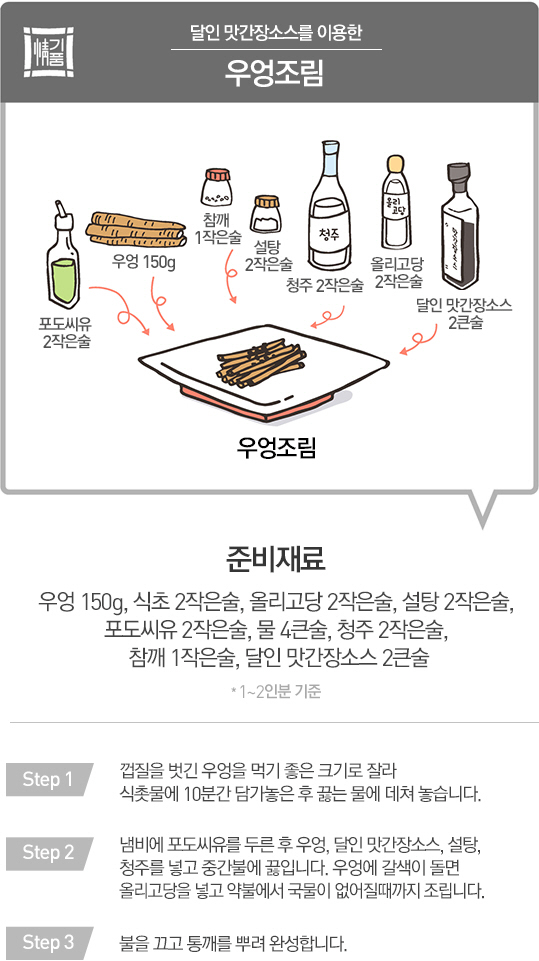 情기품
달인 맛간장소스를 이용한
우엉조림
참깨
1작은술
설탕
2작은술
우엉 150g
청주
청주 2작은술
올리
고당
올리고당
2작은술
맛간장소스
달인 맛간장소스
2큰술
포도씨유
2작은술
우엉조림
준비재료
우엉 150g, 식초 2작은술, 올리고당 2작은술, 설탕 2작은술,
포도씨유 2작은술, 물 4큰술, 청주 2작은술,
참깨 1작은술, 달인 맛간장소스 2큰술
* 1~2인분 기준
Step 1
껍질을 벗긴 우엉을 먹기 좋은 크기로 잘라
식촛물에 10분간 담가놓은 후 끓는 물에 데쳐 놓습니다.
Step 2
냄비에 포도씨유를 두른 후 우엉, 달인 맛간장소스, 설탕,
청주를 넣고 중간불에 끓입니다. 우엉에 갈색이 돌면
올리고당을 넣고 약불에서 국물이 없어질때까지 조립니다.
Step 3
불을 끄고 통깨를 뿌려 완성합니다.